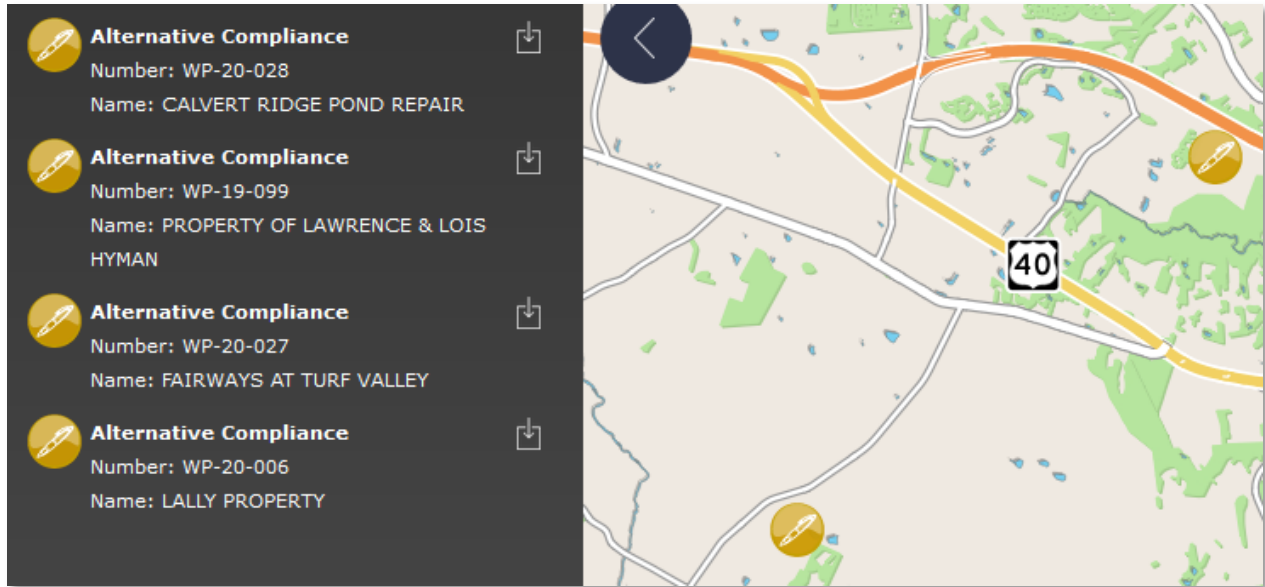 Alternative Compliance
Number: WP-20-028
Name: CALVERT RIDGE POND REPAIR
Alternative Compliance
Number: WP-19-099
Name: PROPERTY OF LAWRENCE & LOIS
HYMAN
Alternative Compliance
Number: WP-20-027
Name: FAIRWAYS AT TURF VALLEY
Alternative Compliance
Number: WP-20-006
Name: LALLY PROPERTY
40